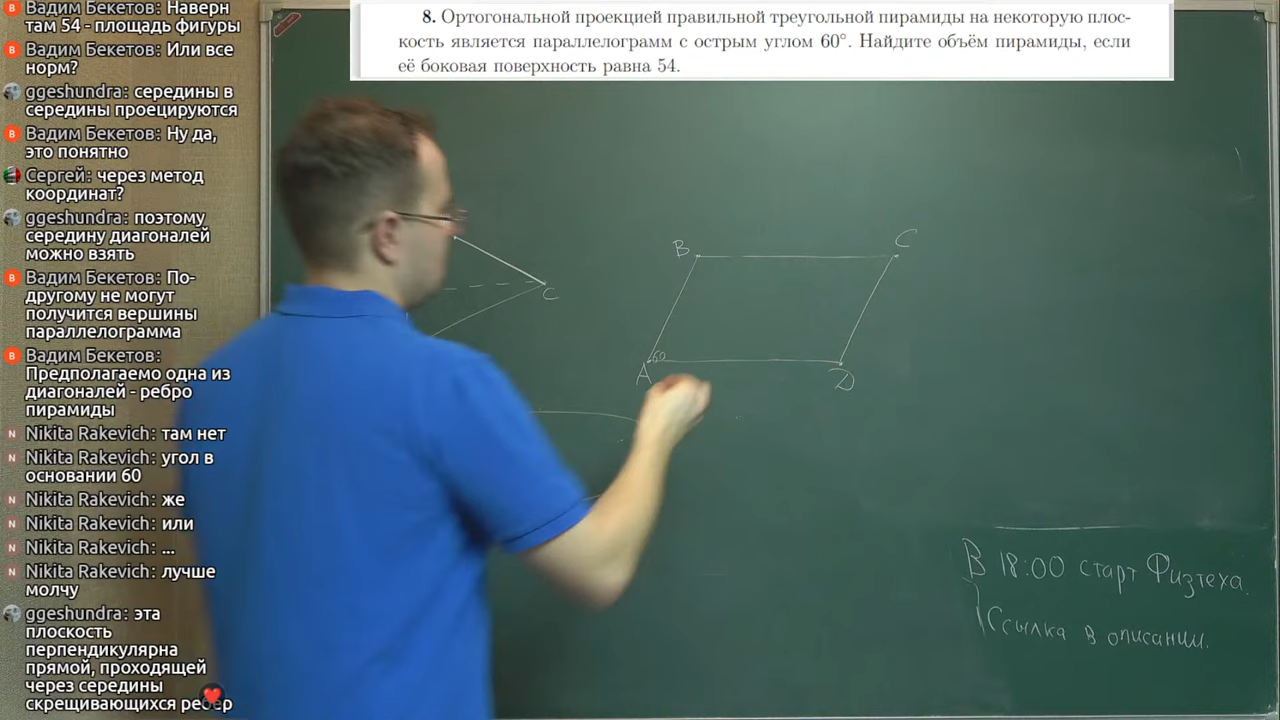 Вадим Бекетов: Наверн
там 54 - площадь фигуры
Вадим Бекетов: Или все
норм?
ggeshundra: середины в
середины проецируются
Вадим Бекетов: Ну да,
это понятно
Сергей: через метод
координат?
ggeshundra: поэтому
середину диагоналей
можно взять
Вадим Бекетов: По-
другому не могут
получится вершины
параллелограмма
Вадим Бекетов:
Предполагаемо одна из
диагоналей - ребро
пирамиды
Nikita Rakevich: там нет
Nikita Rakevich: угол в
основании 60
Nikita Rakevich: же
Nikita Rakevich: или
Nikita Rakevich: ...
Nikita Rakevich: лучше
молчу
ggeshundra: эта
плоскость
перпендикулярна
прямой, проходящей
через середины
скрещивающихся ребер
8. Ортогональной проекцией правильной треугольной пирамиды на некоторую плос-
кость является параллелограмм с острым углом 60°. Найдите объём пирамиды, если
её боковая поверхность равна 54.
C
B
C
60
A
D
В 18:00 старт Физтеха.
Ссылка в описании.